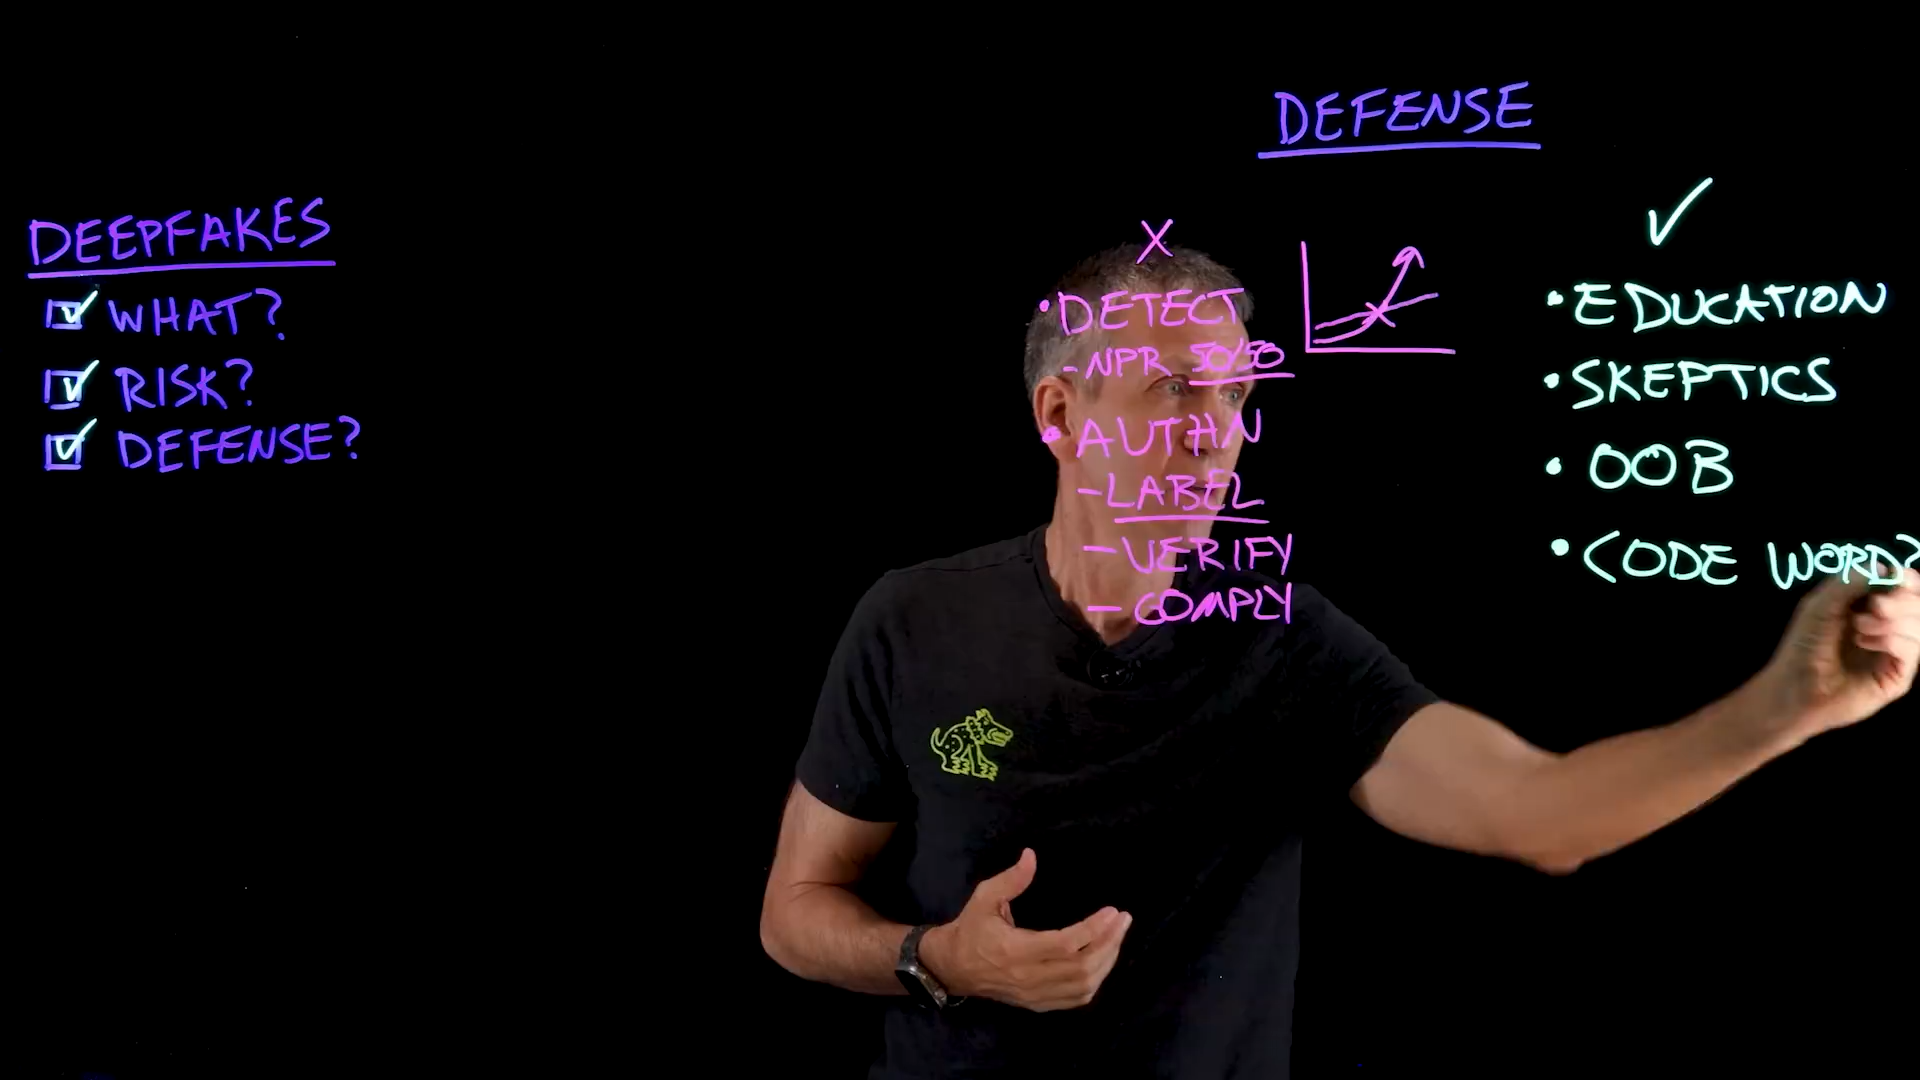 DEEPFAKES
WHAT?
RISK?
DEFENSE?
DEFENSE
X
• DETECT
- NPR 50/50
• AUTHN
- LABEL
- VERIFY
- COMPLY
✓
• EDUCATION
• SKEPTICS
• OOB
• CODE WORD?